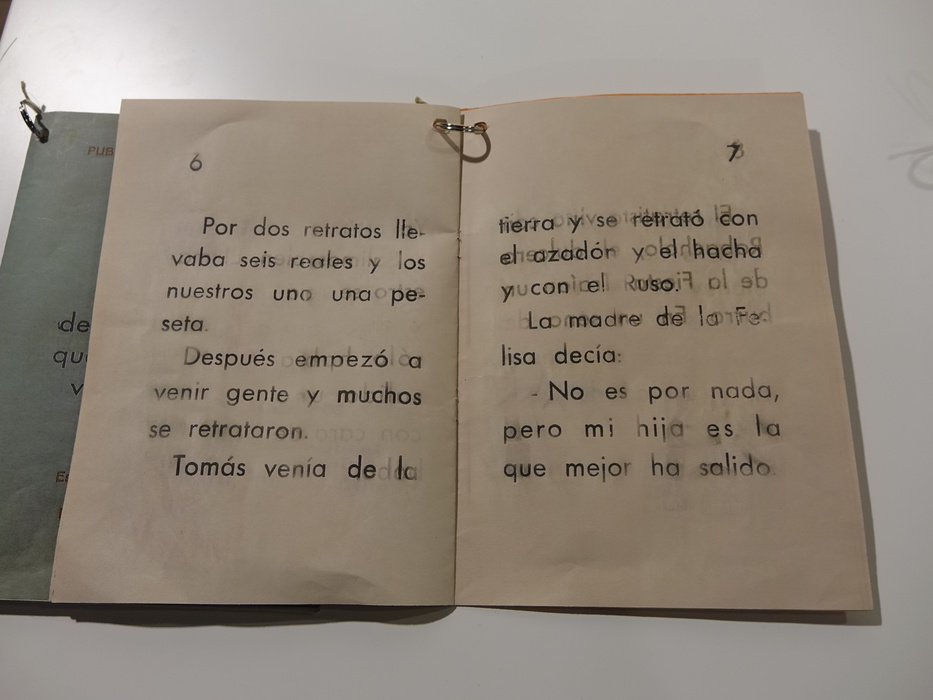 PUB
de
qu
v
6
Por dos retratos lle-
vaba seis reales y los
nuestros uno una pe-
seta.
Después empezó a
venir gente y muchos
se retrataron.
Tomás venía de la
7
tierra y se retrató con
el azadón y el hacha
y con el Ruso.
La madre de la Fe-
lisa decía:
- No es por nada,
pero mi hija es la
que mejor ha salido